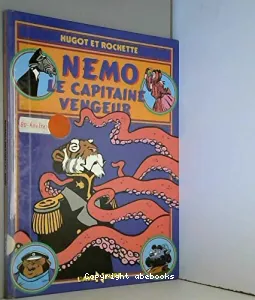 HUGOT ET ROCHETTE
NEMO
LE CAPITAINE
VENGEUR
Copyright abebooks